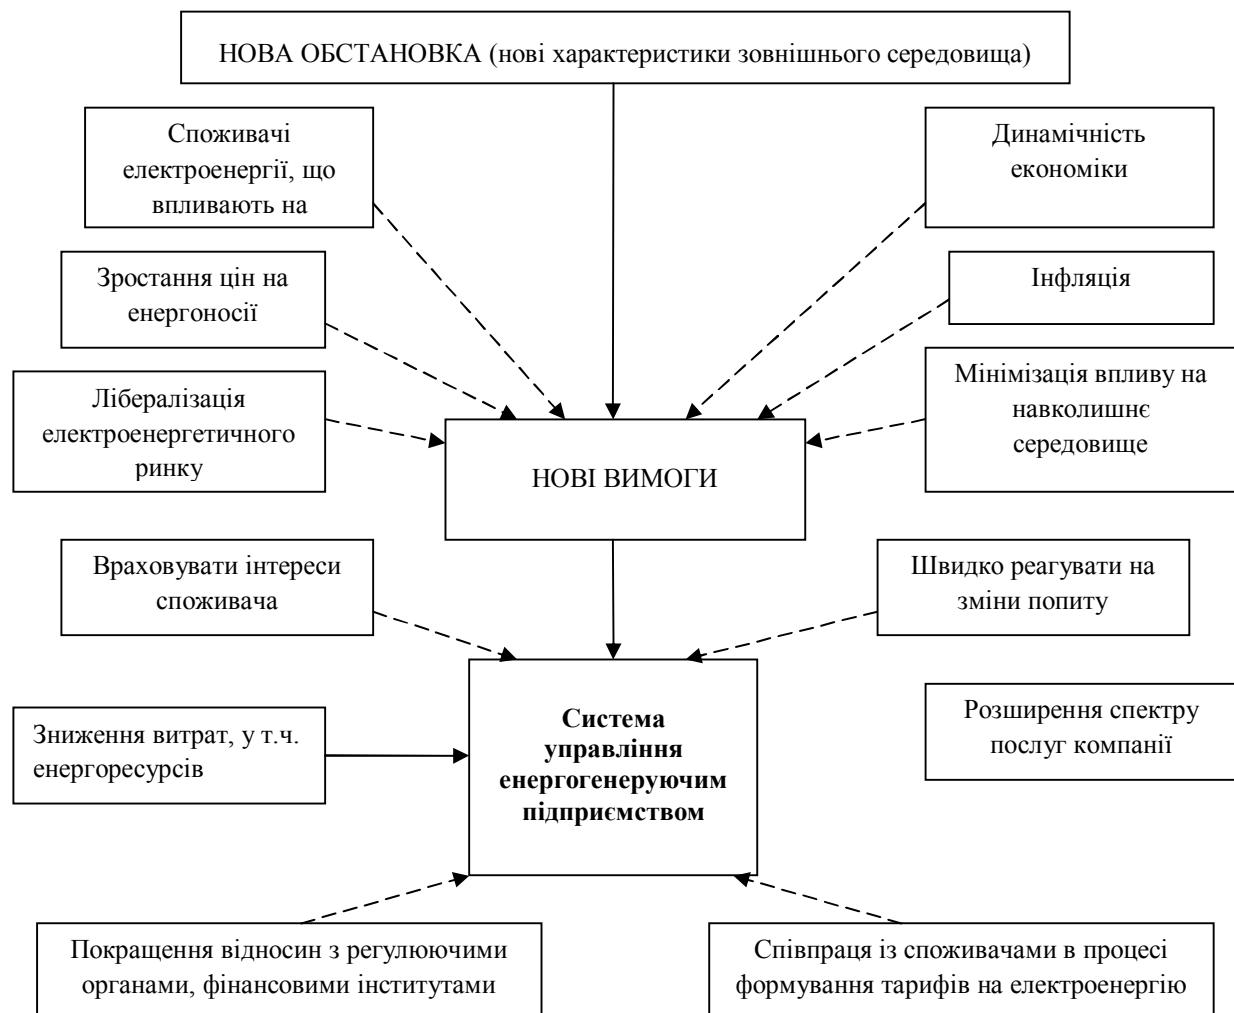 НОВА ОБСТАНОВКА (нові характеристики зовнішнього середовища)
Споживачі
електроенергії, що
впливають на
Динамічність
економіки
Зростання цін на
енергоносії
Інфляція
Лібералізація
електроенергетичного
ринку
Мінімізація впливу на
навколишнє
середовище
НОВІ ВИМОГИ
Враховувати інтереси
споживача
Швидко реагувати на
зміни попиту
Зниження витрат, у т.ч.
енергоресурсів
Система
управління
енергогенеруючим
підприємством
Розширення спектру
послуг компанії
Покращення відносин з регулюючими
органами, фінансовими інститутами
Співпраця із споживачами в процесі
формування тарифів на електроенергію